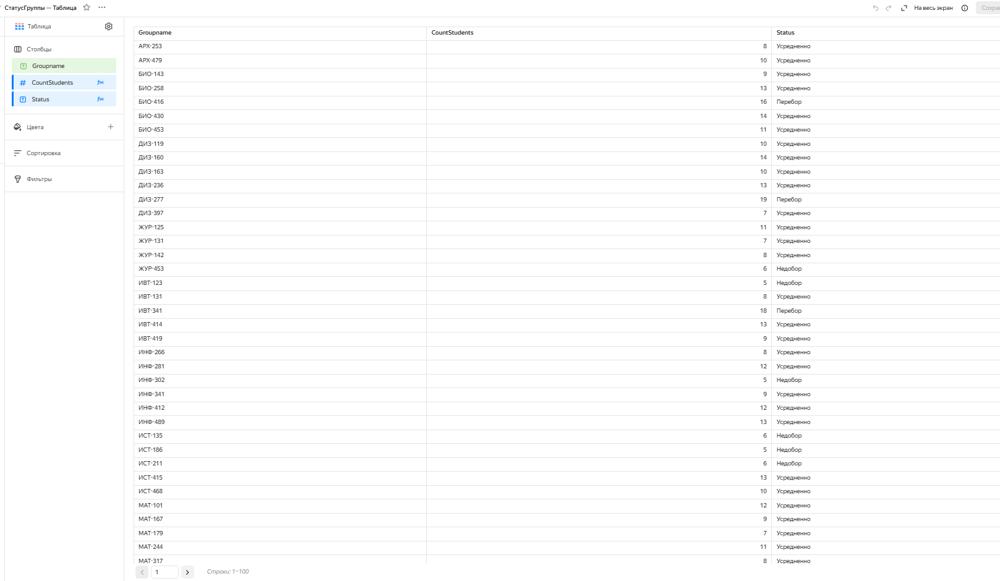 СтатусГруппы — Таблица
На весь экран
Сохран
Таблица
Столбцы
Groupname
CountStudents
Status
Цвета
Сортировка
Фильтры
Groupname CountStudents Status
АРХ-253 8 Усредненно
АРХ-479 10 Усредненно
БИО-143 9 Усредненно
БИО-258 13 Усредненно
БИО-416 16 Перебор
БИО-430 14 Усредненно
БИО-453 11 Усредненно
ДИЗ-119 10 Усредненно
ДИЗ-160 14 Усредненно
ДИЗ-163 10 Усредненно
ДИЗ-236 13 Усредненно
ДИЗ-277 19 Перебор
ДИЗ-397 7 Усредненно
ЖУР-125 11 Усредненно
ЖУР-131 7 Усредненно
ЖУР-142 8 Усредненно
ЖУР-453 6 Недобор
ИВТ-123 5 Недобор
ИВТ-131 8 Усредненно
ИВТ-341 18 Перебор
ИВТ-414 13 Усредненно
ИВТ-419 9 Усредненно
ИНФ-266 8 Усредненно
ИНФ-281 12 Усредненно
ИНФ-302 5 Недобор
ИНФ-341 9 Усредненно
ИНФ-412 12 Усредненно
ИНФ-489 13 Усредненно
ИСТ-135 6 Недобор
ИСТ-186 5 Недобор
ИСТ-211 6 Недобор
ИСТ-415 13 Усредненно
ИСТ-468 10 Усредненно
МАТ-101 12 Усредненно
МАТ-167 9 Усредненно
МАТ-179 7 Усредненно
МАТ-244 11 Усредненно
МАТ-317 8 Усредненно
1 Строки: 1–100